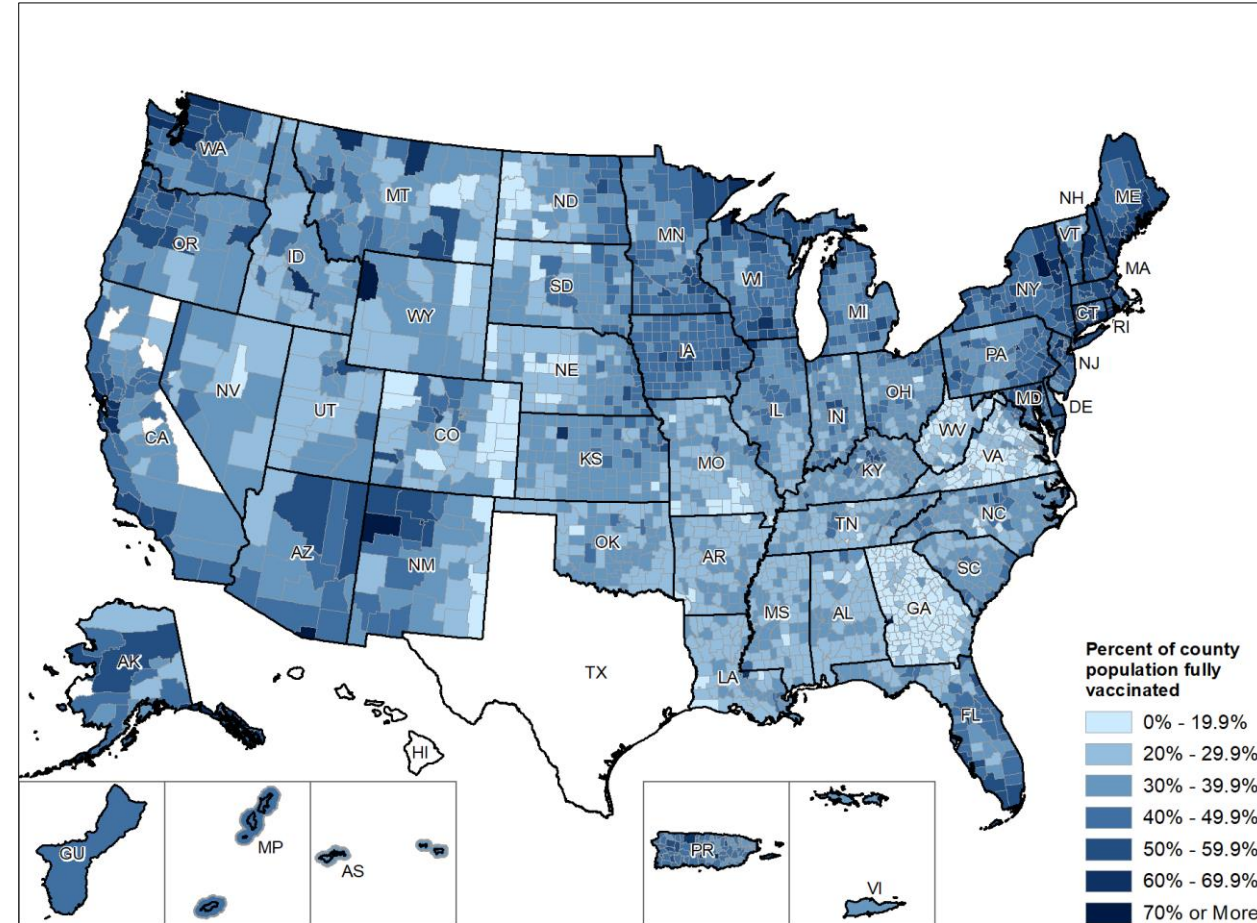 WA
MT
ND
MN
NH
ME
VT
OR
ID
SD
WI
NY
MA
WY
MI
CT
RI
IA
PA
NE
NJ
NV
OH
UT
IL
IN
MD
DE
CO
WV
CA
KS
MO
VA
KY
NC
TN
OK
AZ
NM
AR
SC
MS
AL
GA
TX
LA
AK
FL
HI
GU
MP
AS
PR
VI
Percent of county
population fully
vaccinated
0% - 19.9%
20% - 29.9%
30% - 39.9%
40% - 49.9%
50% - 59.9%
60% - 69.9%
70% or More